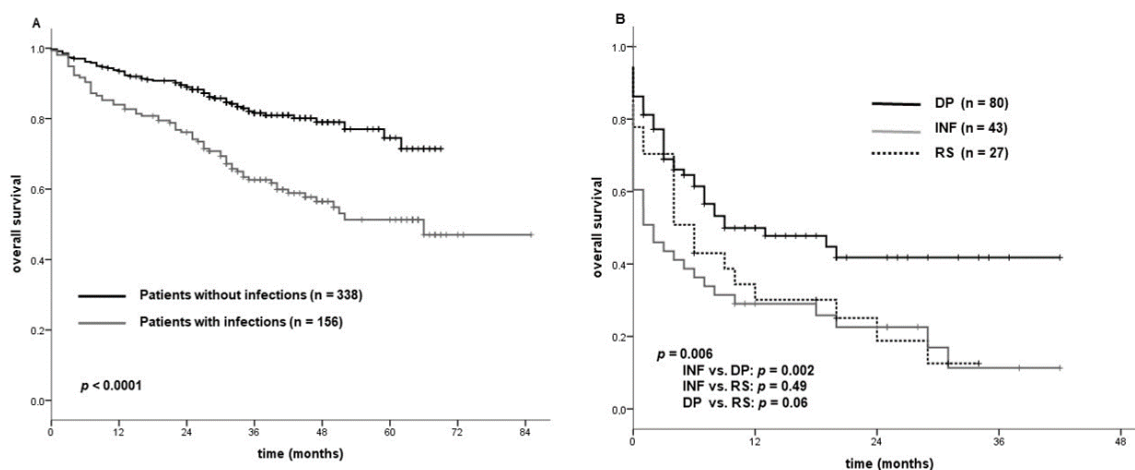 A
1.0
0.8
0.6
0.4
0.2
0.0
overall survival
Patients without infections (n = 338)
Patients with infections (n = 156)
p < 0.0001
0 12 24 36 48 60 72 84
time (months)
B
1.0
0.8
0.6
0.4
0.2
0.0
overall survival
DP (n = 80)
INF (n = 43)
RS (n = 27)
p = 0.006
INF vs. DP: p = 0.002
INF vs. RS: p = 0.49
DP vs. RS: p = 0.06
0 12 24 36 48
time (months)